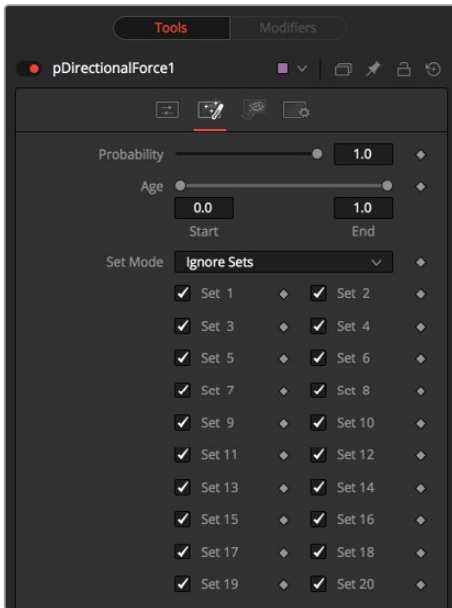 Tools Modifiers
pDirectionalForce1
Probability 1.0
Age
0.0 1.0
Start End
Set Mode Ignore Sets
Set 1 Set 2
Set 3 Set 4
Set 5 Set 6
Set 7 Set 8
Set 9 Set 10
Set 11 Set 12
Set 13 Set 14
Set 15 Set 16
Set 17 Set 18
Set 19 Set 20